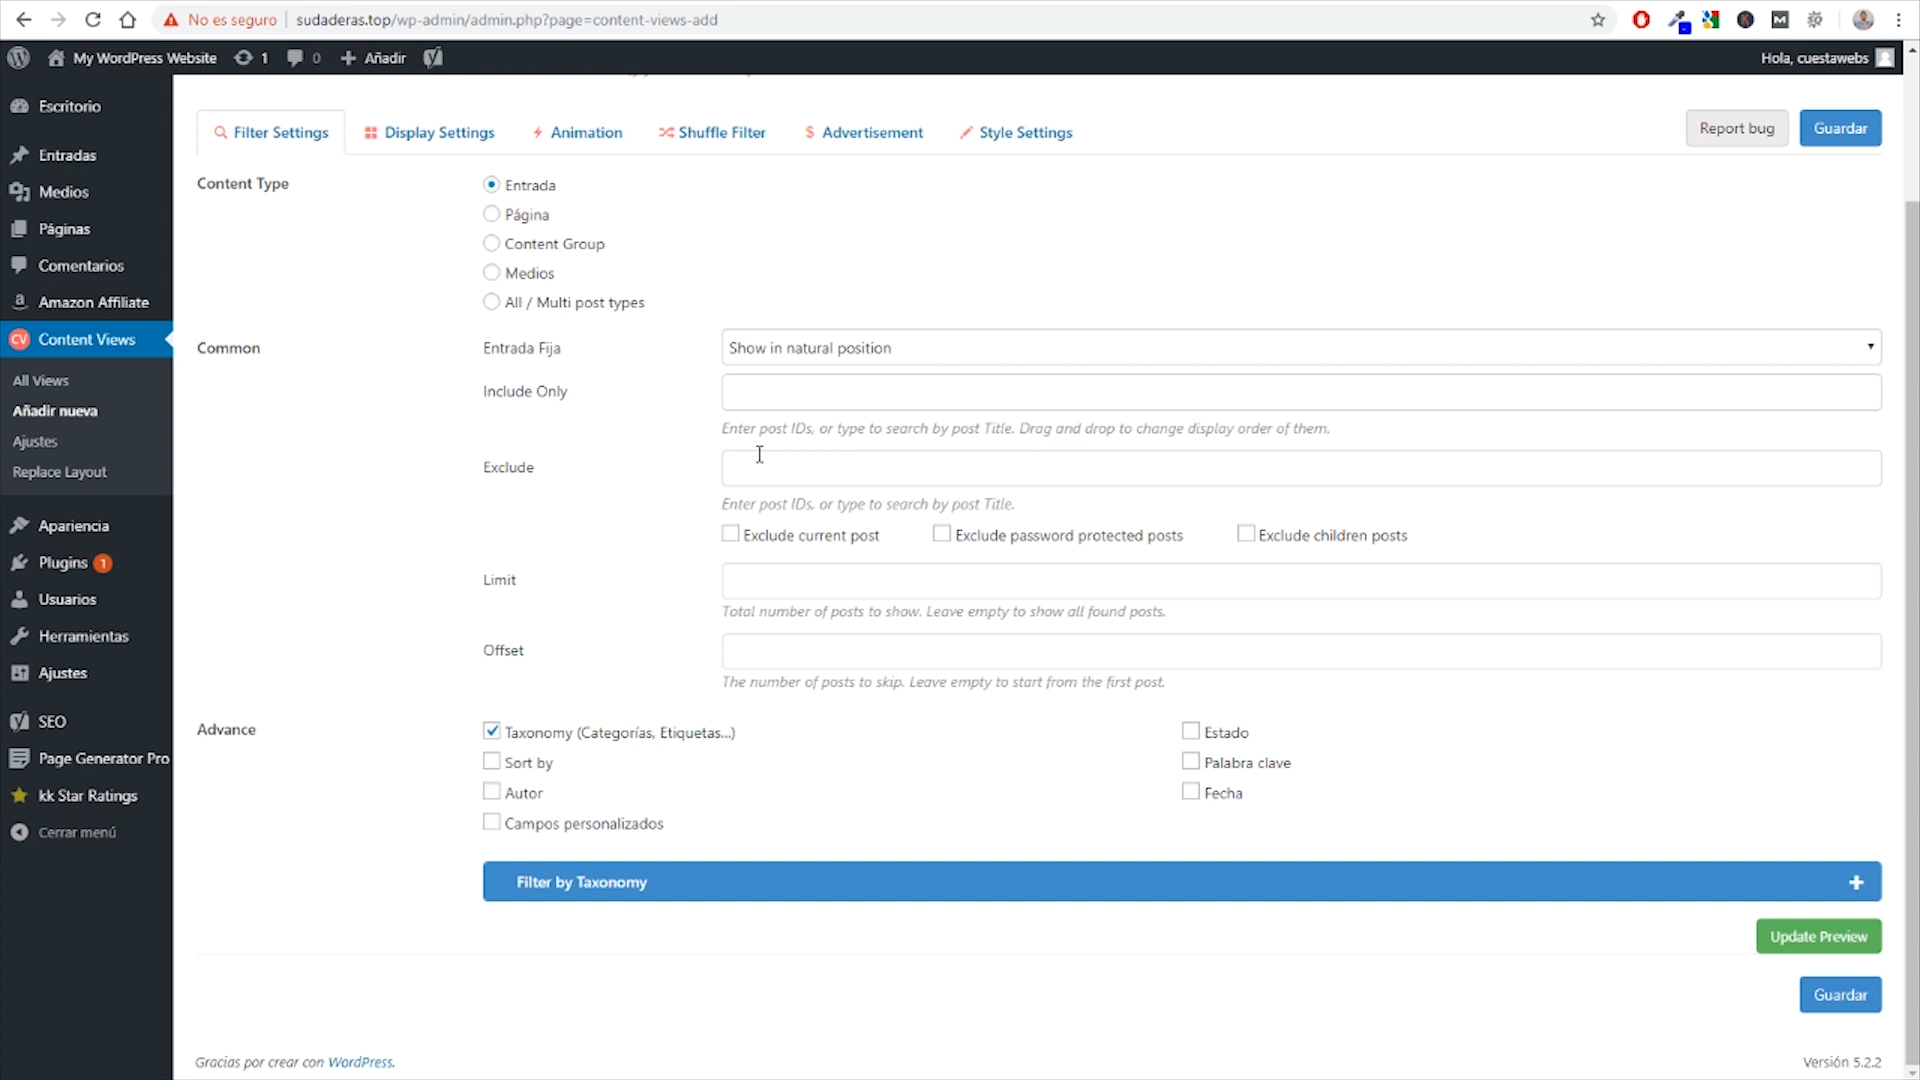 No es seguro sudaderas.top/wp-admin/admin.php?page=content-views-add
My WordPress Website 1 0 Añadir Hola, cuestawebs
Escritorio
Entradas
Medios
Páginas
Comentarios
Amazon Affiliate
CV Content Views
All Views
Añadir nueva
Ajustes
Replace Layout
Apariencia
Plugins 1
Usuarios
Herramientas
Ajustes
SEO
Page Generator Pro
kk Star Ratings
Cerrar menú
Filter Settings Display Settings Animation Shuffle Filter $ Advertisement Style Settings Report bug Guardar
Content Type
Entrada
Página
Content Group
Medios
All / Multi post types
Common
Entrada Fija Show in natural position
Include Only
Enter post IDs, or type to search by post Title. Drag and drop to change display order of them.
Exclude
Enter post IDs, or type to search by post Title.
Exclude current post Exclude password protected posts Exclude children posts
Limit
Total number of posts to show. Leave empty to show all found posts.
Offset
The number of posts to skip. Leave empty to start from the first post.
Advance
Taxonomy (Categorías, Etiquetas...) Estado
Sort by Palabra clave
Autor Fecha
Campos personalizados
Filter by Taxonomy +
Update Preview
Guardar
Gracias por crear con WordPress. Versión 5.2.2